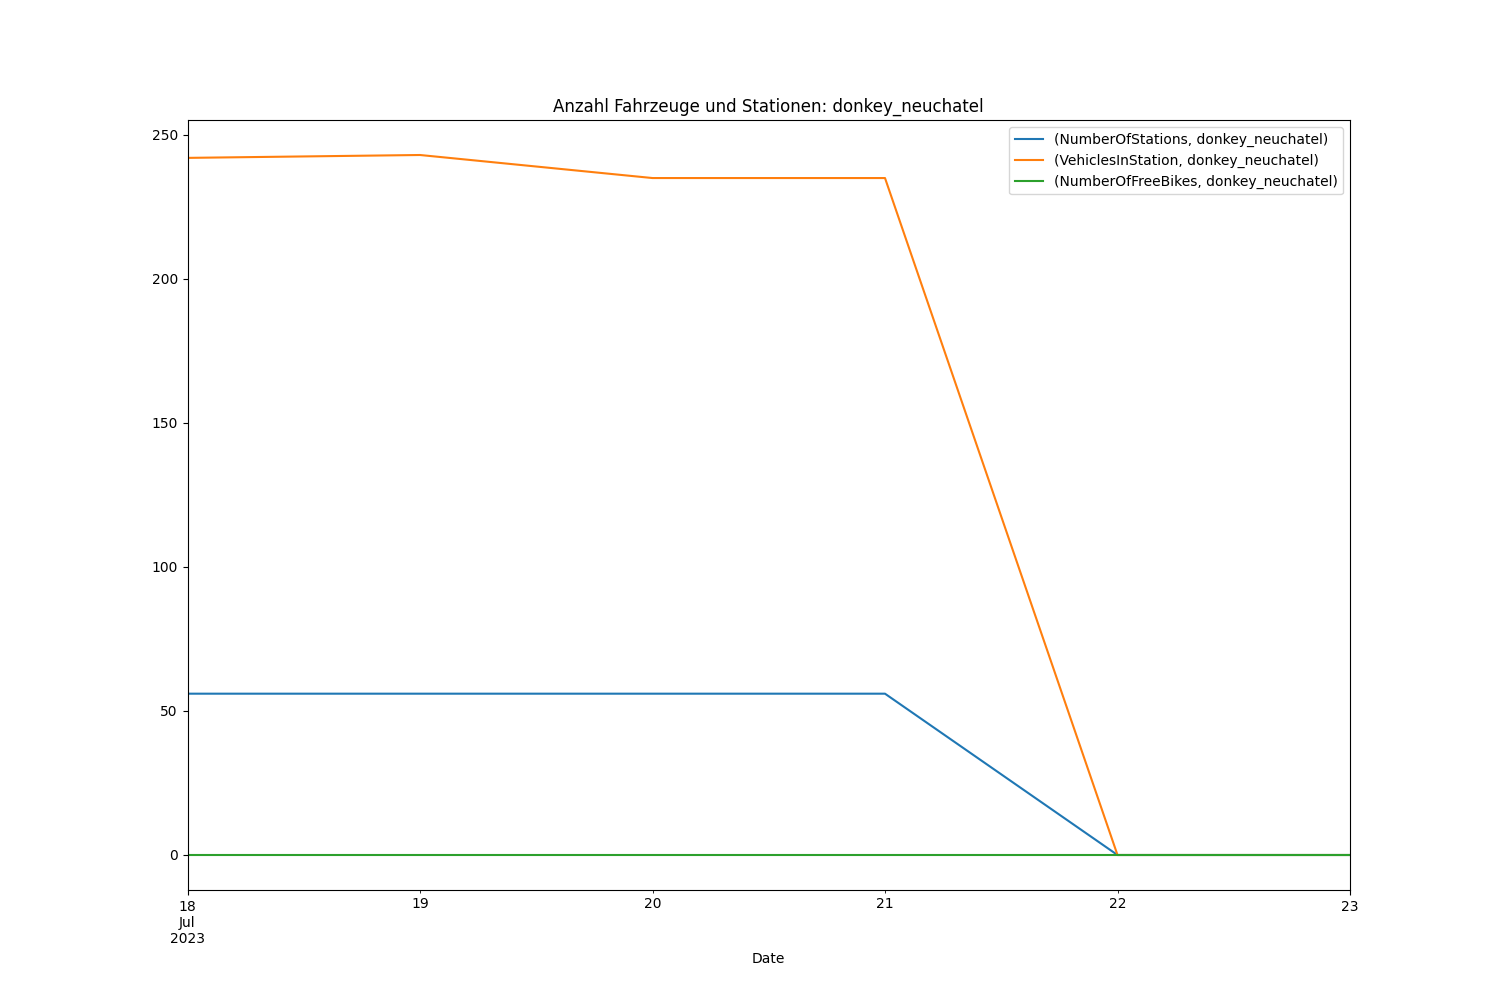 Anzahl Fahrzeuge und Stationen: donkey_neuchatel
(NumberOfStations, donkey_neuchatel)
(VehiclesInStation, donkey_neuchatel)
(NumberOfFreeBikes, donkey_neuchatel)
250
200
150
100
50
0
18
Jul
2023
19
20
21
22
23
Date